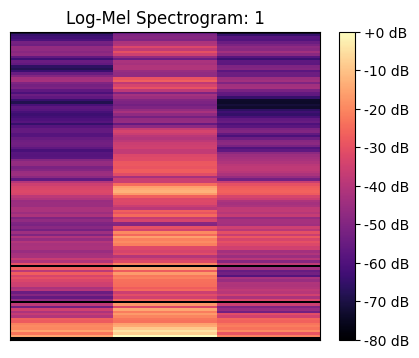 Log-Mel Spectrogram: 1
+0 dB
-10 dB
-20 dB
-30 dB
-40 dB
-50 dB
-60 dB
-70 dB
-80 dB